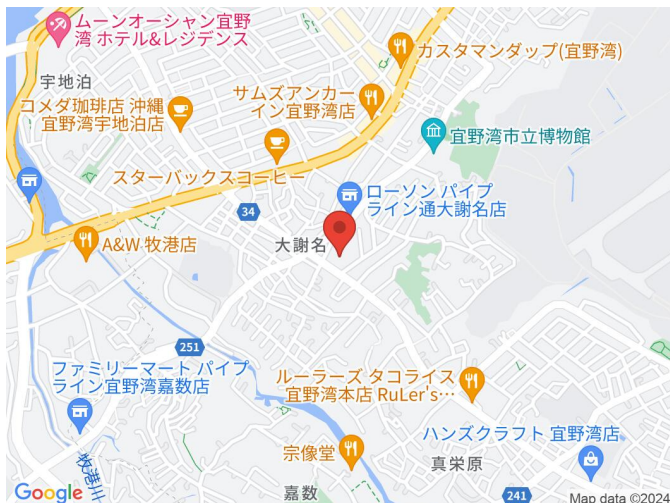 ムーンオーシャン宜野
湾 ホテル&レジデンス
宇地泊
コメダ珈琲店 沖縄
宜野湾宇地泊店
カスタマンダップ(宜野湾)
サムズアンカー
イン宜野湾店
宜野湾市立博物館
スターバックスコーヒー
ローソン パイプ
ライン通大謝名店
34
A&W 牧港店
大謝名
251
ファミリーマート パイプ
ライン宜野湾嘉数店
ルーラーズ タコライス
宜野湾本店 RuLer's…
ハンズクラフト 宜野湾店
宗像堂
真栄原
牧港川
嘉数
241
Google
Map data ©2024